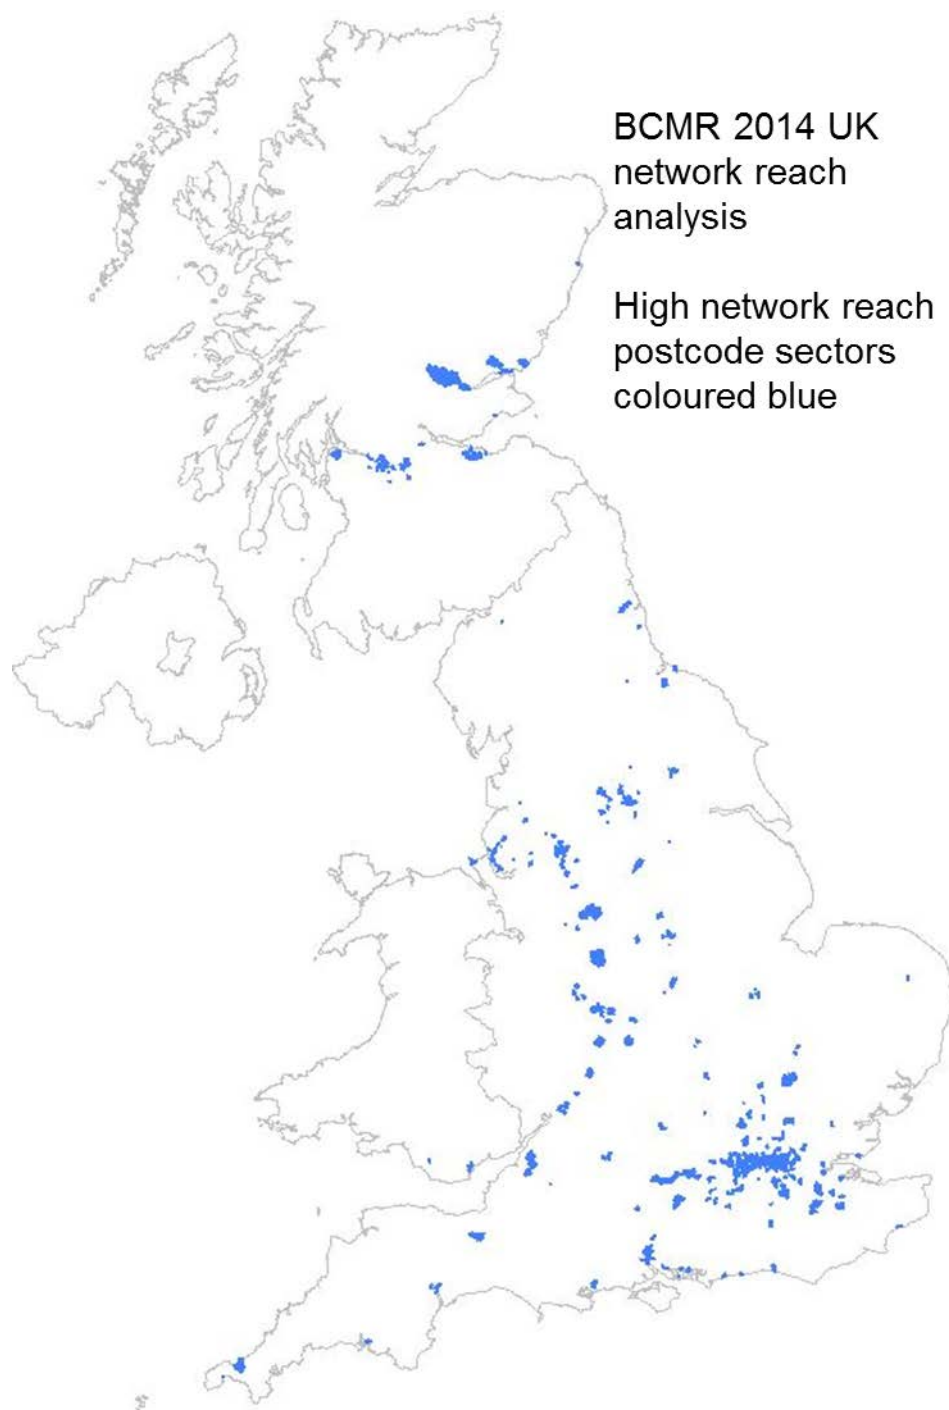 BCMR 2014 UK
network reach
analysis
High network reach
postcode sectors
coloured blue